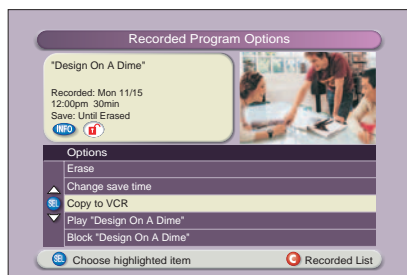 Recorded Program Options
"Design On A Dime"
Recorded: Mon 11/15
12:00pm 30min
Save: Until Erased
INFO
Options
Erase
Change save time
SEL Copy to VCR
Play "Design On A Dime"
Block "Design On A Dime"
SEL Choose highlighted item
C Recorded List